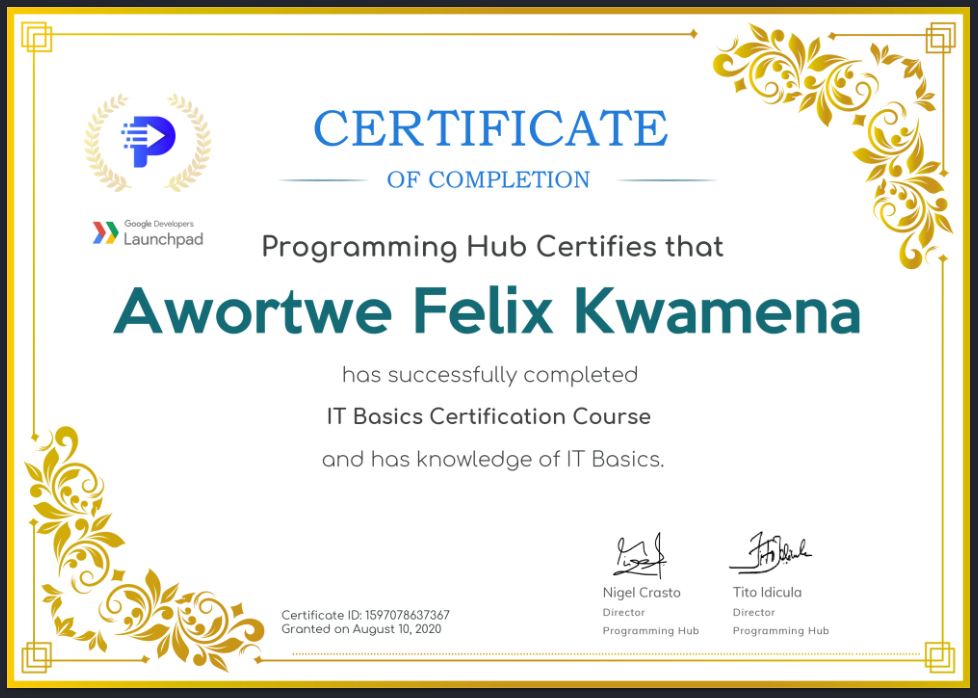 CERTIFICATE
OF COMPLETION
Google Developers
Launchpad
Programming Hub Certifies that
Awortwe Felix Kwamena
has successfully completed
IT Basics Certification Course
and has knowledge of IT Basics.
Nigel Crasto
Director
Programming Hub
Tito Idicula
Director
Programming Hub
Certificate ID: 1597078637367
Granted on August 10, 2020